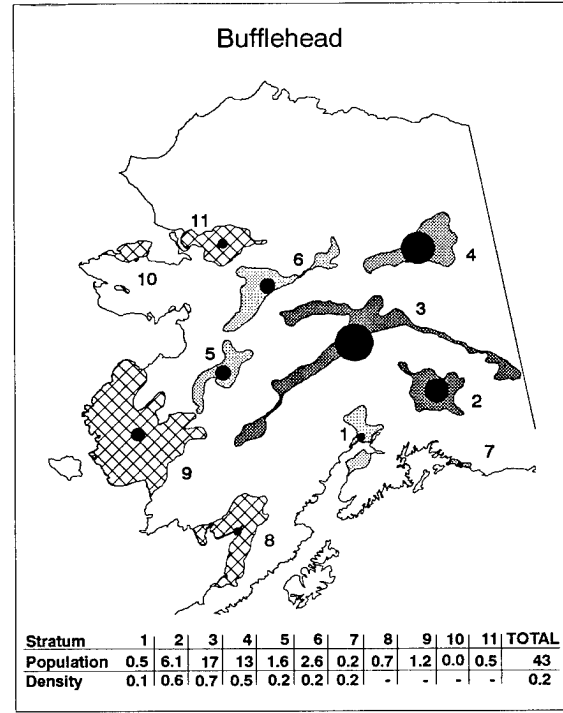 Bufflehead
11
10
6
4
3
5
2
1
7
9
8
Stratum 1 2 3 4 5 6 7 8 9 10 11 TOTAL
Population 0.5 6.1 17 13 1.6 2.6 0.2 0.7 1.2 0.0 0.5 43
Density 0.1 0.6 0.7 0.5 0.2 0.2 0.2 - - - - 0.2